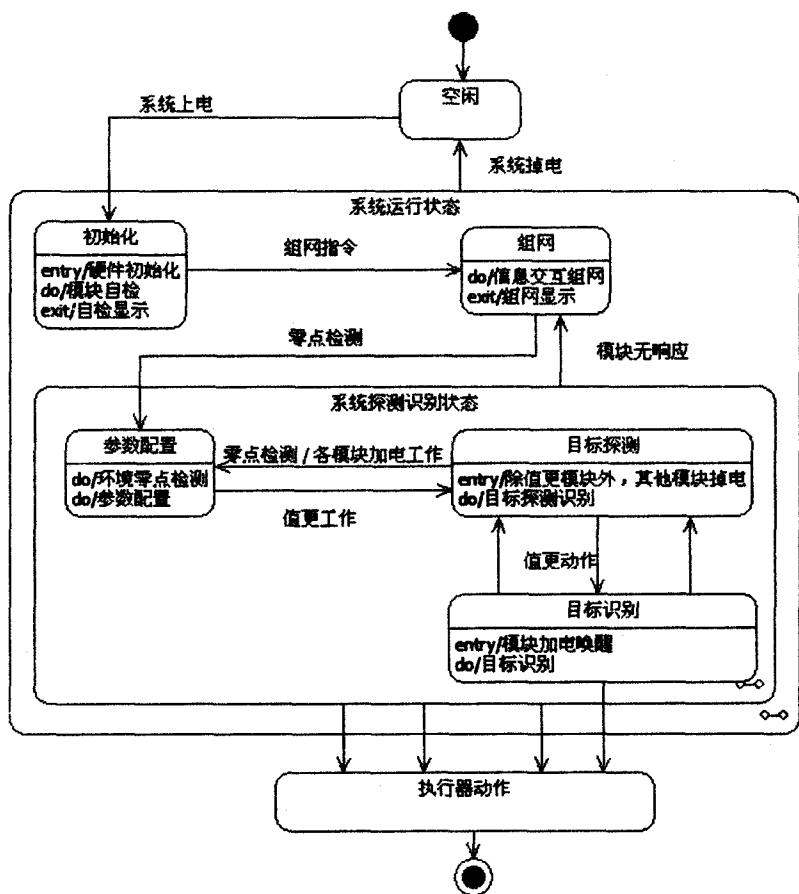 空闲
系统上电
系统掉电
系统运行状态
初始化
entry/硬件初始化
do/模块自检
exit/自检显示
组网指令
组网
do/信息交互组网
exit/组网显示
零点检测
模块无响应
系统探测识别状态
参数配置
do/环境零点检测
do/参数配置
零点检测 / 各模块加电工作
目标探测
entry/除值更模块外，其他模块掉电
do/目标探测识别
值更工作
值更动作
目标识别
entry/模块加电唤醒
do/目标识别
执行器动作